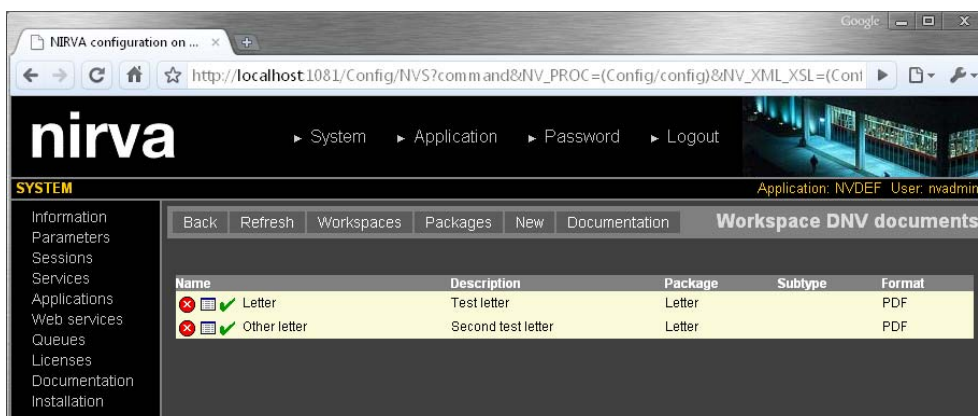 Google
NIRVA configuration on ...
http://localhost:1081/Config/NVS?command&NV_PROC=(Config/config)&NV_XML_XSL=(Conf
nirva
System Application Password Logout
SYSTEM
Application: NVDEF User: nvadmin
Information
Parameters
Sessions
Services
Applications
Web services
Queues
Licenses
Documentation
Installation
Back Refresh Workspaces Packages New Documentation
Workspace DNV documents
Name Description Package Subtype Format
Letter Test letter Letter PDF
Other letter Second test letter Letter PDF